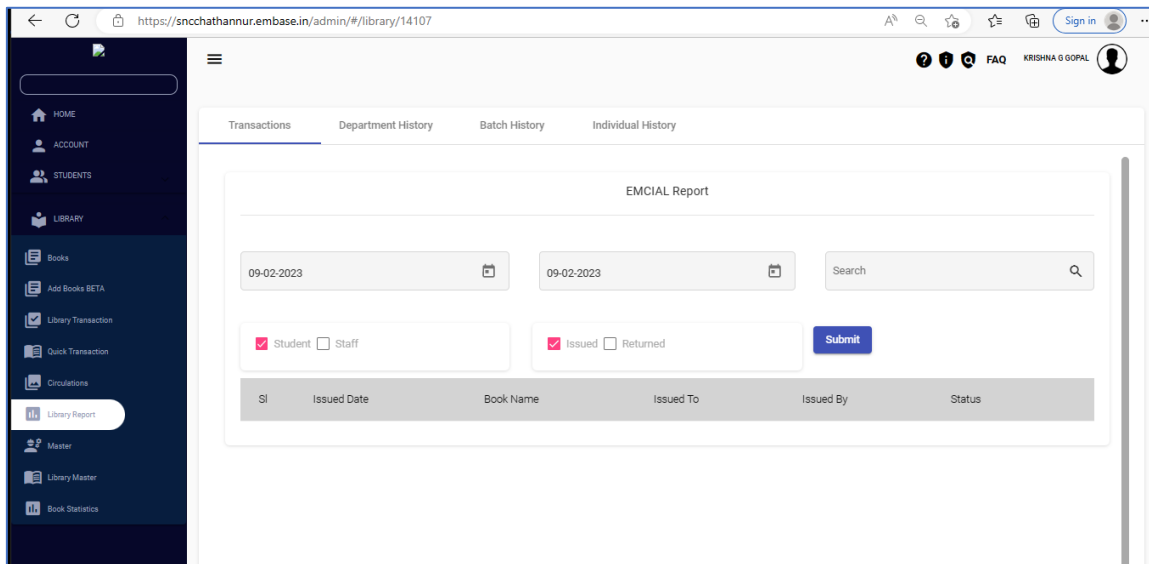 https://sncchathannur.embase.in/admin/#/library/14107
Sign in
FAQ
KRISHNA G GOPAL
HOME
ACCOUNT
STUDENTS
LIBRARY
Books
Add Books BETA
Library Transaction
Quick Transaction
Circulations
Library Report
Master
Library Master
Book Statistics
Transactions Department History Batch History Individual History
EMCIAL Report
09-02-2023 09-02-2023 Search
Student Staff Issued Returned Submit
Sl Issued Date Book Name Issued To Issued By Status